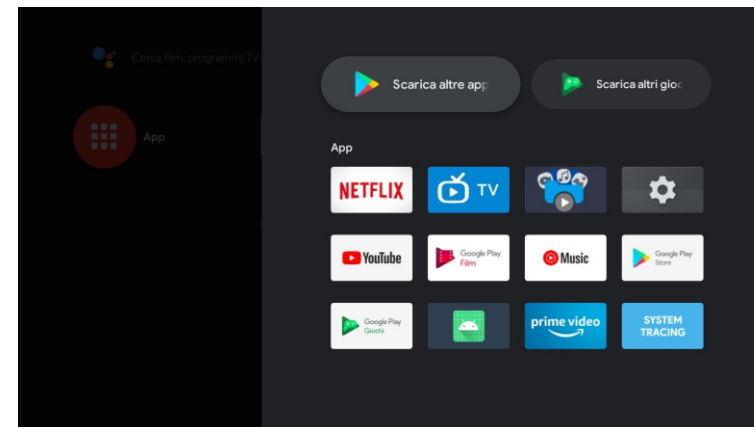 Cerca film, programmi TV
Scarica altre app
Scarica altri gioc
App
App
NETFLIX
TV
YouTube
Google Play
Film
Music
Google Play
Store
Google Play
Giochi
prime video
SYSTEM
TRACING